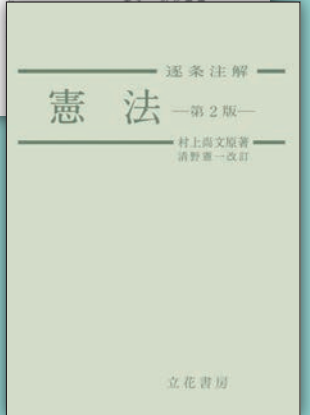 逐条注解
憲法 ―第2版―
村上尚文原著
清野憲一改訂
立花書房